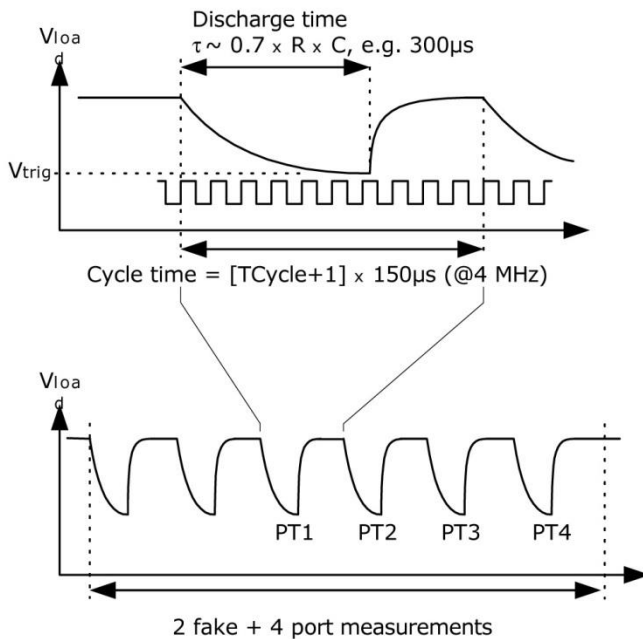 Discharge time
τ ~ 0.7 x R x C, e.g. 300µs
Vloa
d
Vtrig
Cycle time = [TCycle+1] x 150µs (@4 MHz)
Vloa
d
PT1 PT2 PT3 PT4
2 fake + 4 port measurements